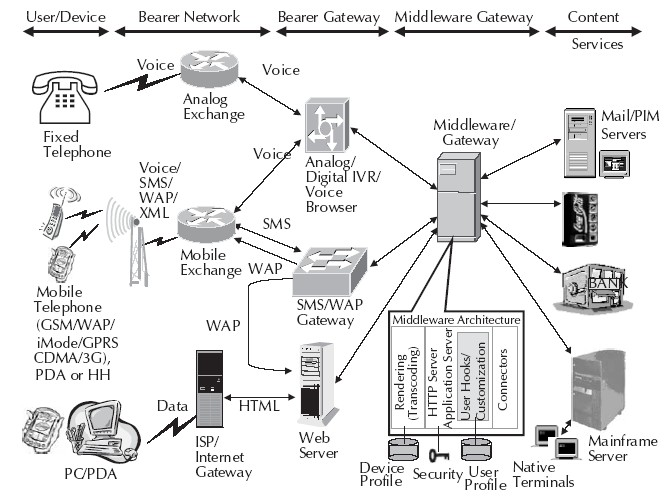 User/Device
Bearer Network
Bearer Gateway
Middleware Gateway
Content
Services
Voice
Voice
Fixed
Telephone
Analog
Exchange
Voice
Analog/
Digital IVR/
Voice
Browser
Middleware/
Gateway
Mail/PIM
Servers
Voice/
SMS/
WAP/
XML
Mobile
Exchange
SMS
WAP
SMS/WAP
Gateway
BANK
Mobile
Telephone
(GSM/WAP/
iMode/GPRS
CDMA/3G),
PDA or HH
WAP
Middleware Architecture
Rendering
(Transcoding)
HTTP Server
Application Server
User Hooks/
Customization
Connectors
Data
HTML
ISP/
Internet
Gateway
Web
Server
PC/PDA
Device
Profile
Security
User
Profile
Native
Terminals
Mainframe
Server